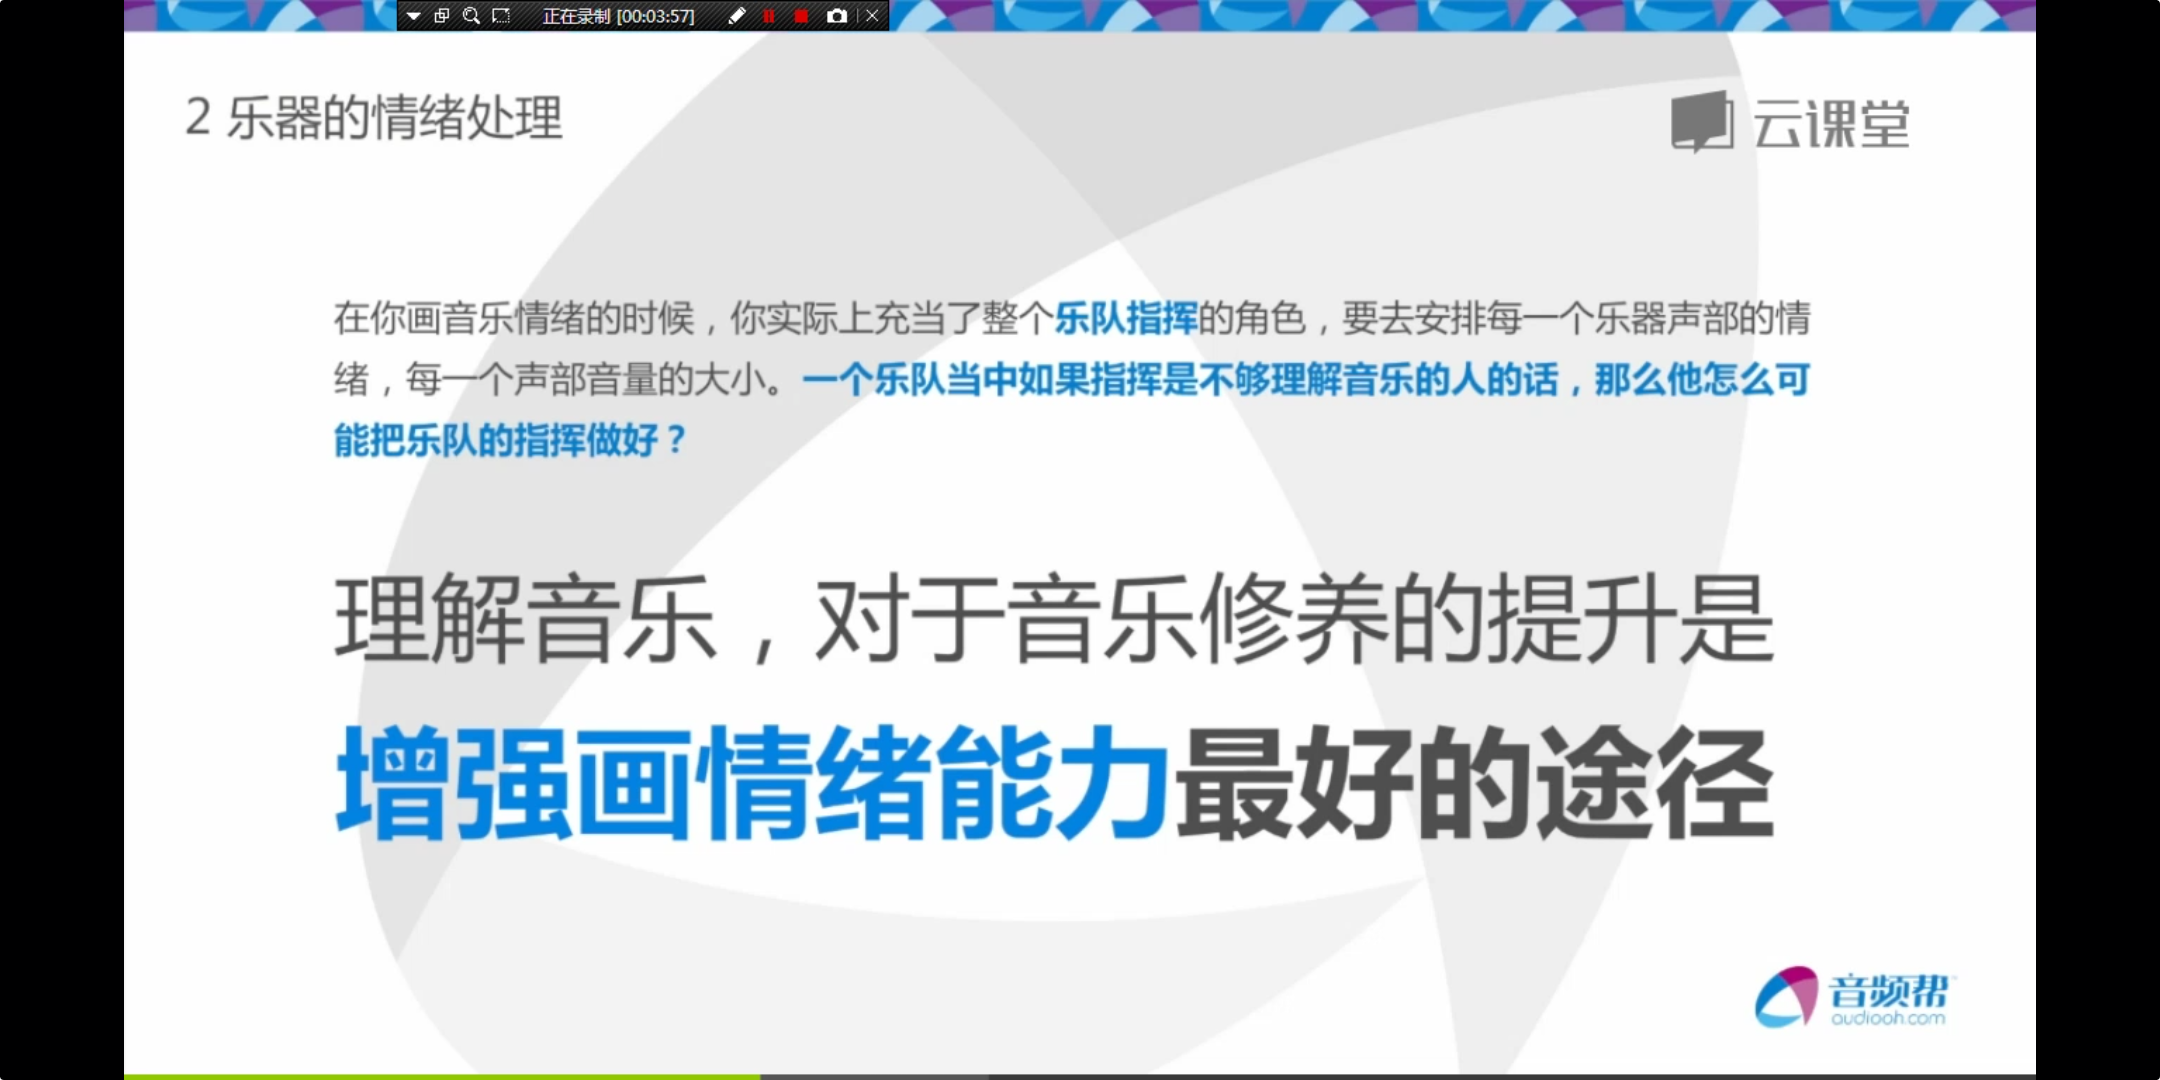 正在录制 [00:03:57]
2 乐器的情绪处理
云课堂
在你画音乐情绪的时候，你实际上充当了整个乐队指挥的角色，要去安排每一个乐器声部的情
绪，每一个声部音量的大小。一个乐队当中如果指挥是不够理解音乐的人的话，那么他怎么可
能把乐队的指挥做好？
理解音乐，对于音乐修养的提升是
增强画情绪能力最好的途径
音频帮
audiooh.com